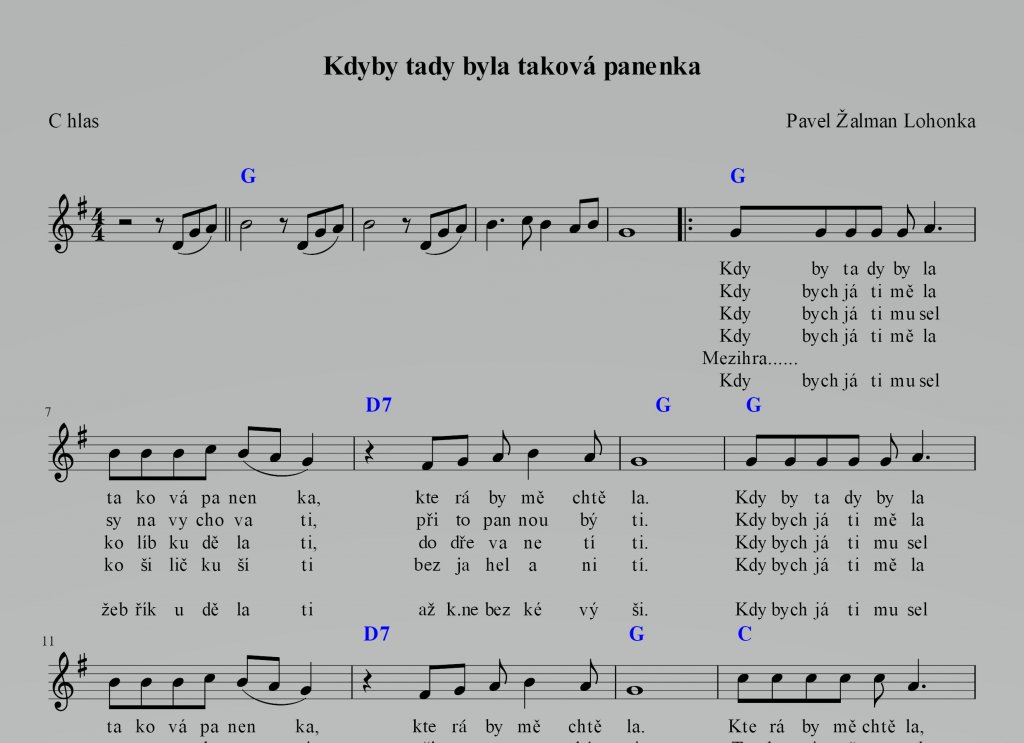 Kdyby tady byla taková panenka
C hlas Pavel Žalman Lohonka
G G
Kdy by ta dy by la
Kdy bych já ti mě la
Kdy bych já ti mu sel
Kdy bych já ti mě la
Mezihra......
Kdy bych já ti mu sel
7 D7 G G
ta ko vá pa nen ka, kte rá by mě chtě la. Kdy by ta dy by la
sy na vy cho va ti, při to pan nou bý ti. Kdy bych já ti mě la
ko líb ku dě la ti, do dře va ne tí ti. Kdy bych já ti mu sel
ko ši lič ku ší ti bez ja hel a ni tí. Kdy bych já ti mě la
žeb řík u dě la ti až k.ne bez ké vý ši. Kdy bych já ti mu sel
11 D7 G C
ta ko vá pa nen ka, kte rá by mě chtě la. Kte rá by mě chtě la,